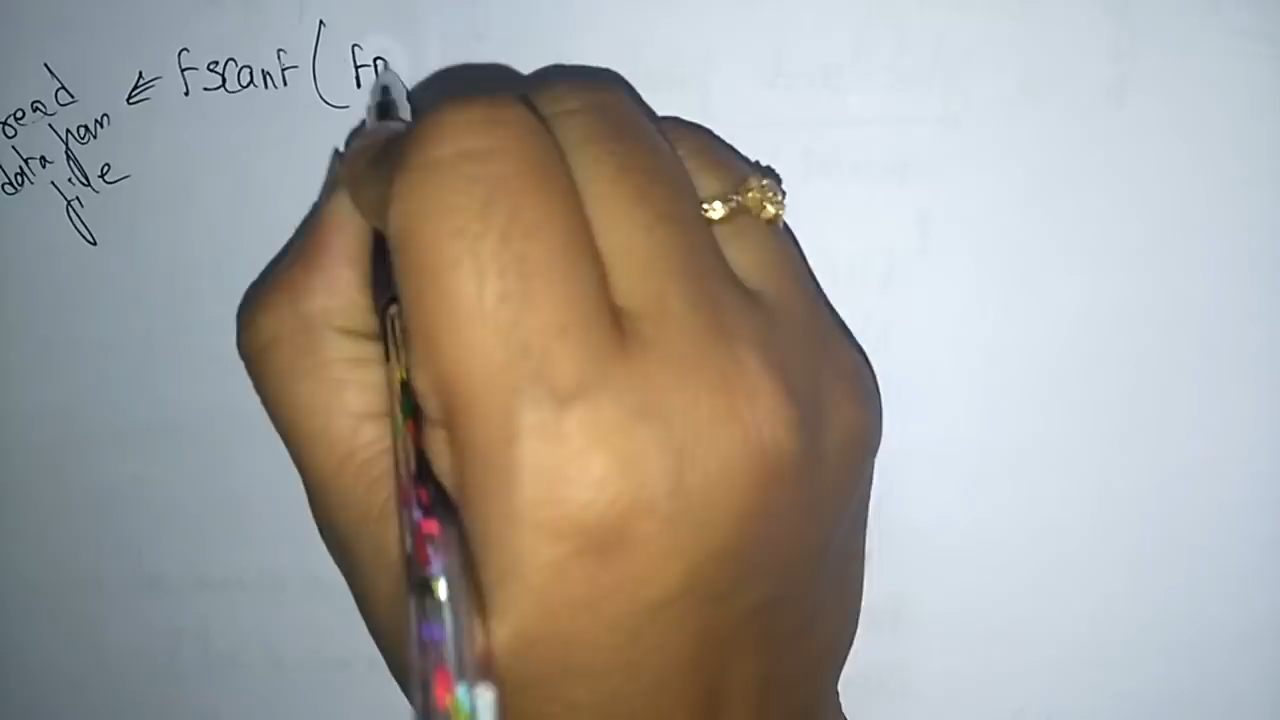 fscanf ( fp
read
data from
file